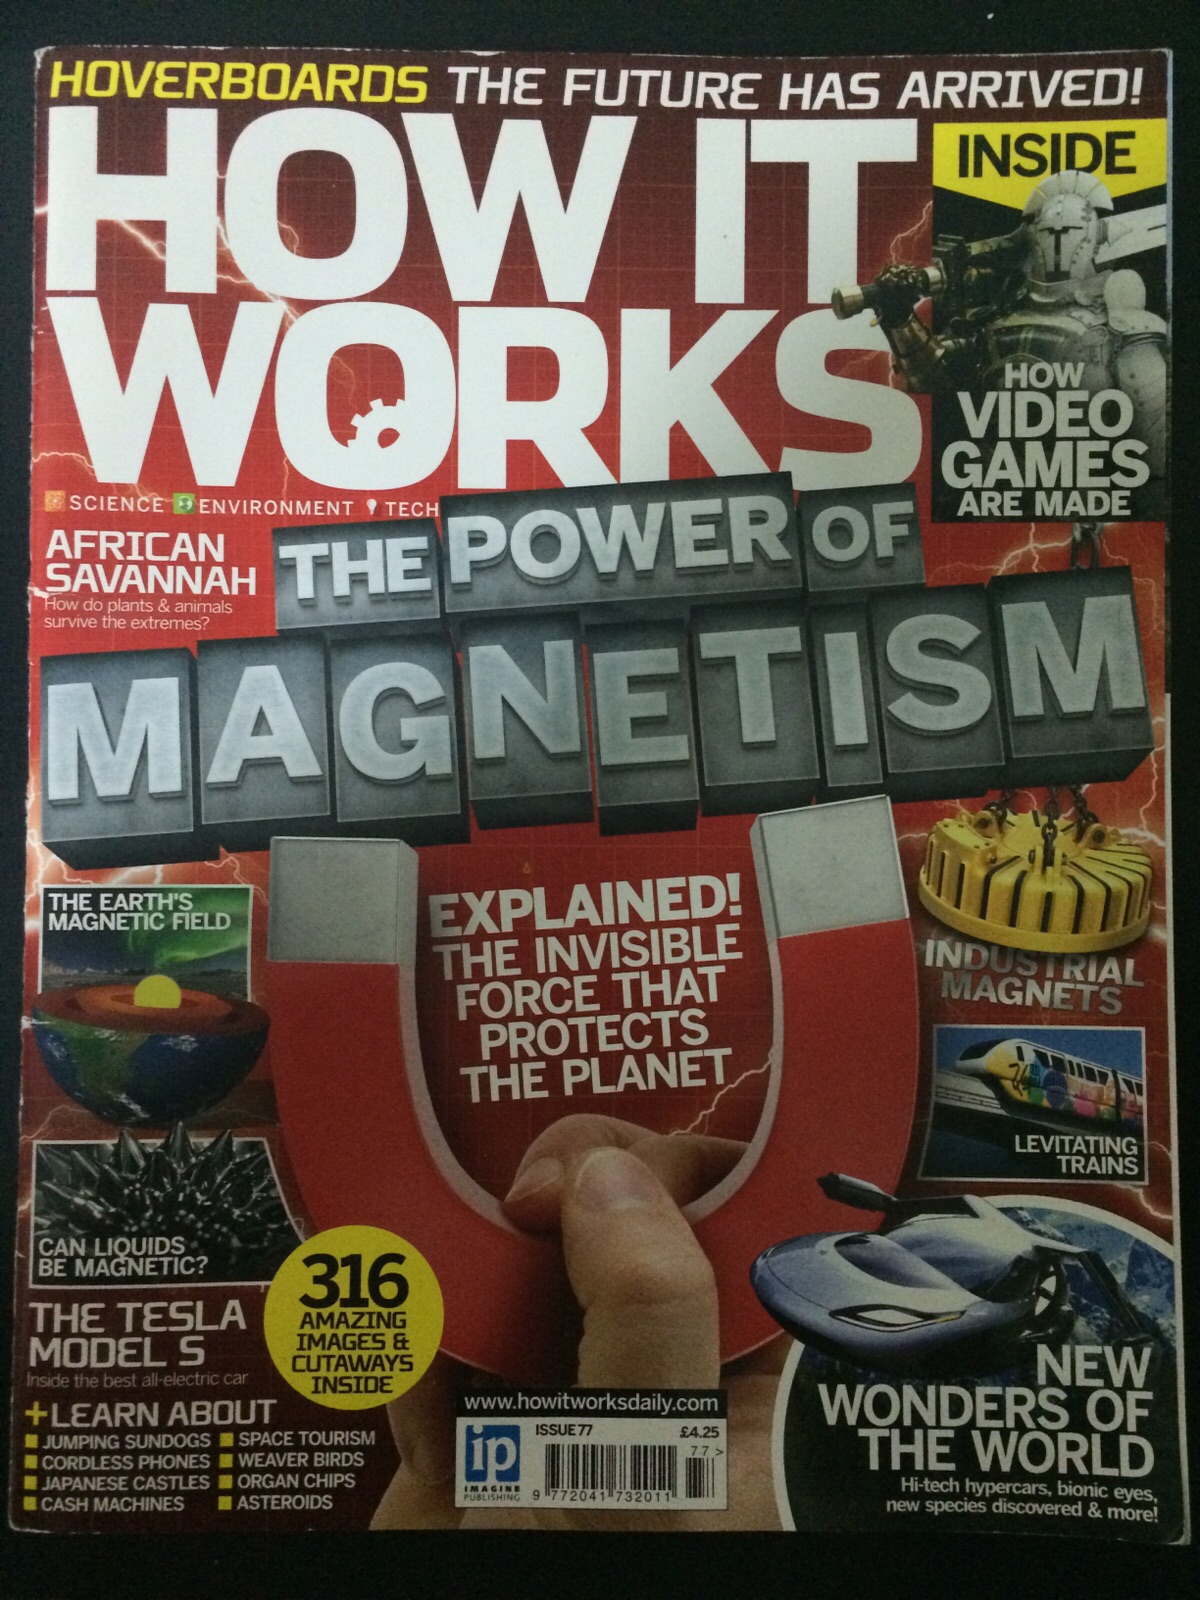 HOVERBOARDS THE FUTURE HAS ARRIVED!
HOW IT
WORKS
INSIDE
HOW
VIDEO
GAMES
ARE MADE
SCIENCE ENVIRONMENT TECH
AFRICAN
SAVANNAH
How do plants & animals
survive the extremes?
THE POWER OF
MAGNETISM
EXPLAINED!
THE INVISIBLE
FORCE THAT
PROTECTS
THE PLANET
THE EARTH'S
MAGNETIC FIELD
INDUSTRIAL
MAGNETS
LEVITATING
TRAINS
CAN LIQUIDS
BE MAGNETIC?
316
AMAZING
IMAGES &
CUTAWAYS
INSIDE
THE TESLA
MODEL S
Inside the best all-electric car
+LEARN ABOUT
JUMPING SUNDOGS
CORDLESS PHONES
JAPANESE CASTLES
CASH MACHINES
SPACE TOURISM
WEAVER BIRDS
ORGAN CHIPS
ASTEROIDS
www.howitworksdaily.com
ip
IMAGINE
PUBLISHING
ISSUE 77 £4.25
77>
9 772041 732011
NEW
WONDERS OF
THE WORLD
Hi-tech hypercars, bionic eyes,
new species discovered & more!